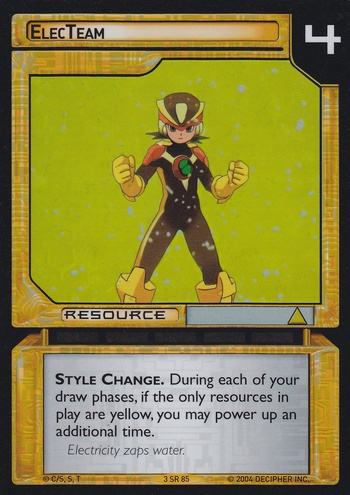 ElecTeam
4
RESOURCE
STYLE CHANGE. During each of your
draw phases, if the only resources in
play are yellow, you may power up an
additional time.
Electricity zaps water.
© C/S, S, T 3 SR 85 © 2004 DECIPHER INC.